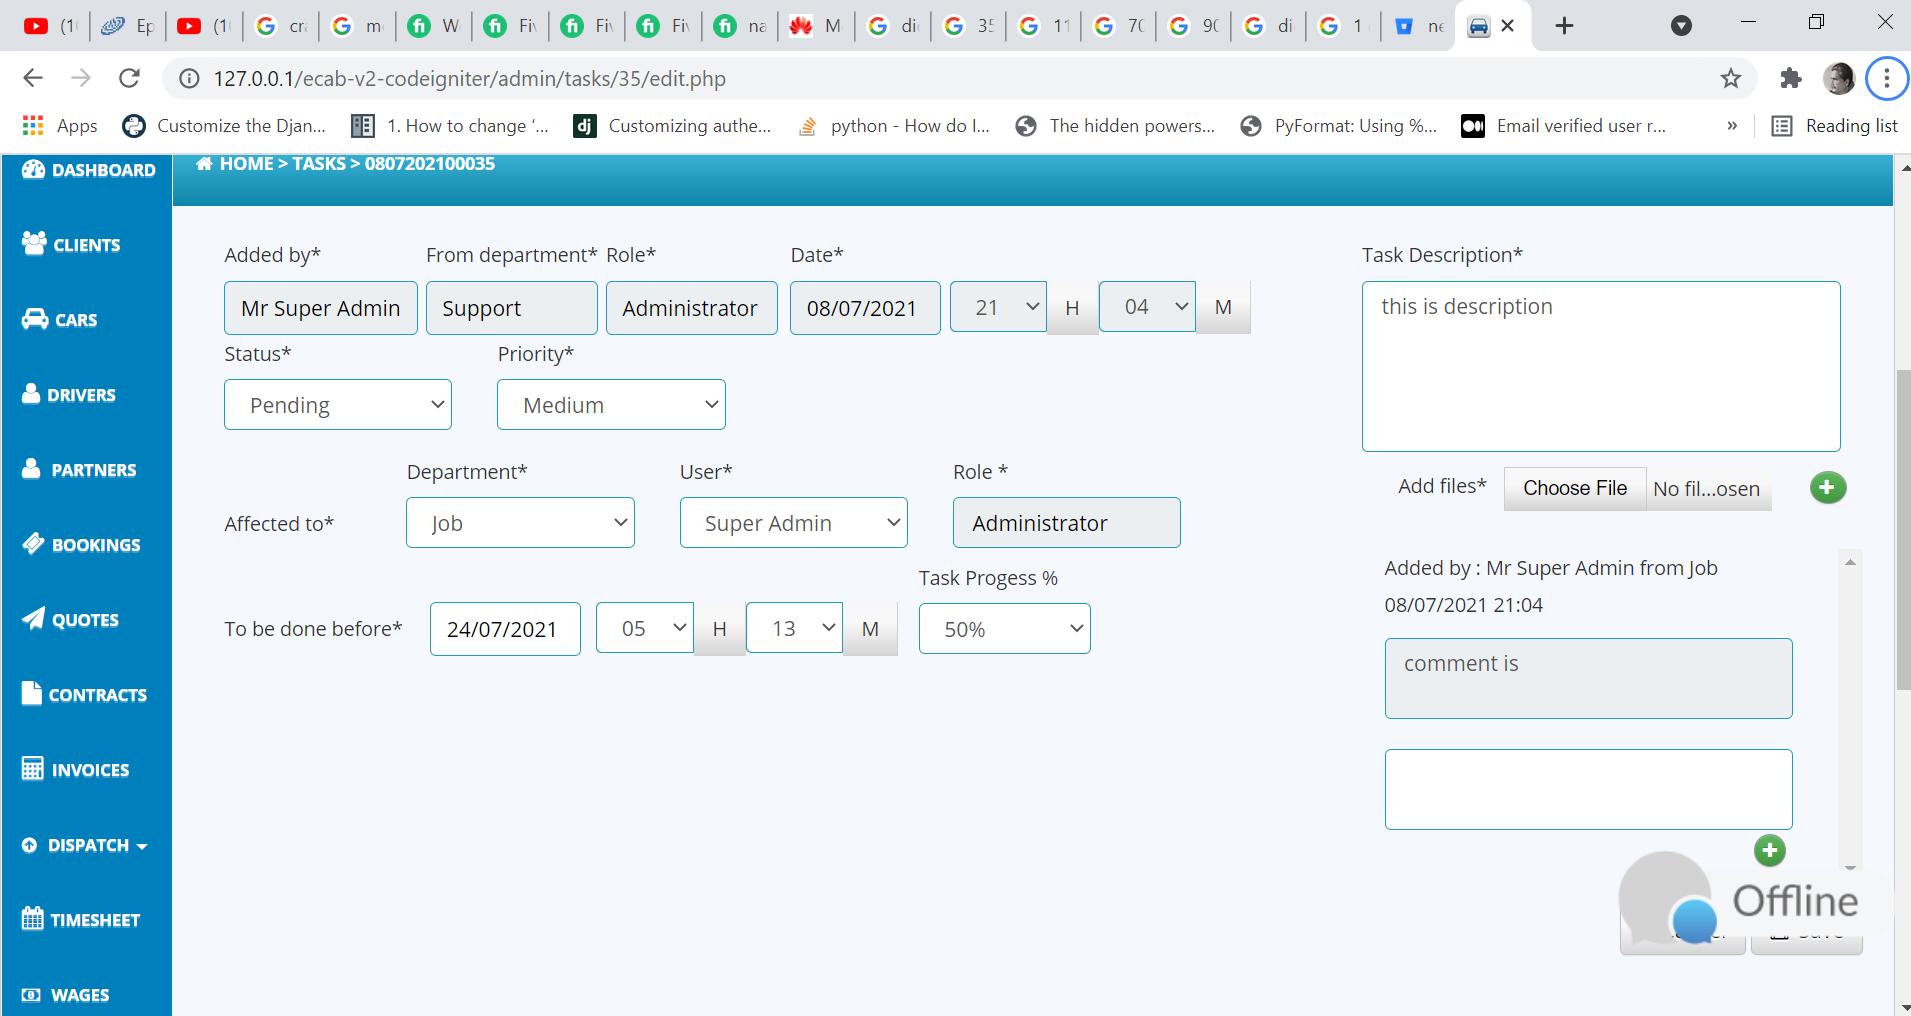 (1
Ep
(1
cr
m
W
Fiv
Fiv
Fiv
na
M
di
35
11
70
90
di
1
ne
127.0.0.1/ecab-v2-codeigniter/admin/tasks/35/edit.php
Apps
Customize the Djan...
1. How to change ‘...
dj
Customizing authe...
python - How do I...
The hidden powers...
PyFormat: Using %...
Email verified user r...
»
Reading list
DASHBOARD
CLIENTS
CARS
DRIVERS
PARTNERS
BOOKINGS
QUOTES
CONTRACTS
INVOICES
DISPATCH
TIMESHEET
WAGES
HOME > TASKS > 0807202100035
Added by* From department* Role* Date*
Mr Super Admin Support Administrator 08/07/2021 21 H 04 M
Status* Priority*
Pending Medium
Department* User* Role *
Affected to* Job Super Admin Administrator
Task Progess %
To be done before* 24/07/2021 05 H 13 M 50%
Task Description*
this is description
Add files* Choose File No fil...osen
Added by : Mr Super Admin from Job
08/07/2021 21:04
comment is
Offline
Save